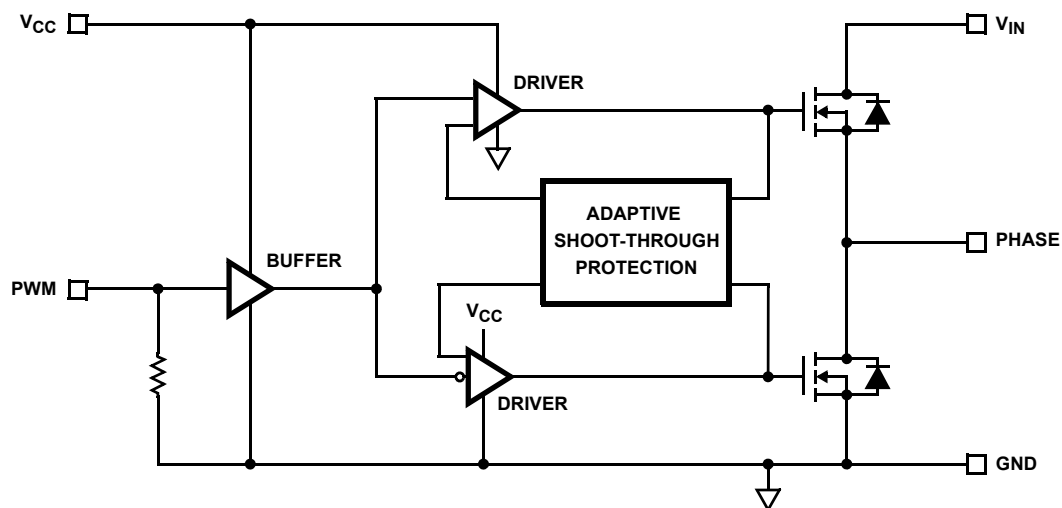 VCC
VIN
DRIVER
ADAPTIVE
SHOOT-THROUGH
PROTECTION
PHASE
BUFFER
PWM
VCC
DRIVER
GND